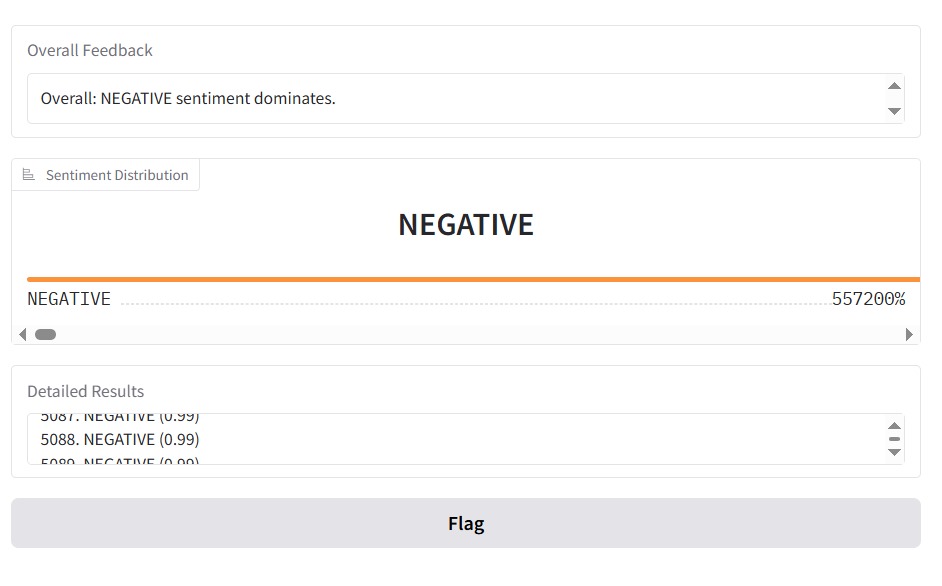 Overall Feedback
Overall: NEGATIVE sentiment dominates.
Sentiment Distribution
NEGATIVE
NEGATIVE 557200%
Detailed Results
5087. NEGATIVE (0.99)
5088. NEGATIVE (0.99)
5089. NEGATIVE (0.99)
Flag